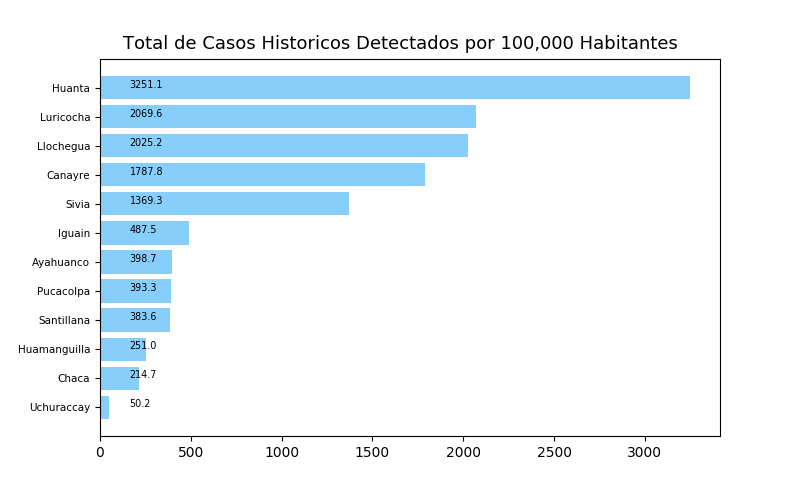 Total de Casos Historicos Detectados por 100,000 Habitantes
Huanta 3251.1
Luricocha 2069.6
Llochegua 2025.2
Canayre 1787.8
Sivia 1369.3
Iguain 487.5
Ayahuanco 398.7
Pucacolpa 393.3
Santillana 383.6
Huamanguilla 251.0
Chaca 214.7
Uchuraccay 50.2
0 500 1000 1500 2000 2500 3000